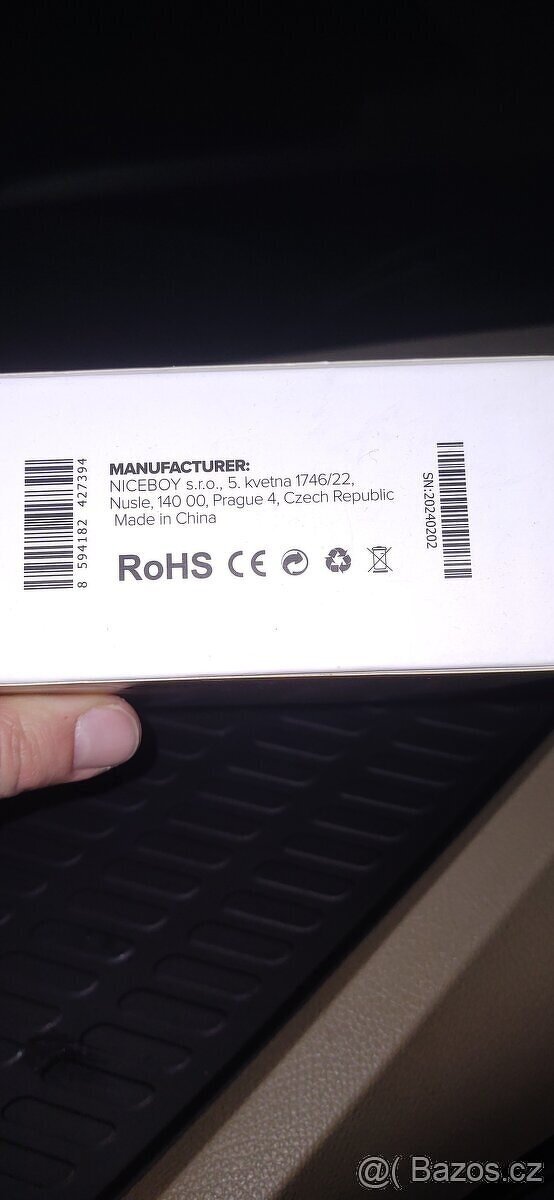 8 594182 427394
MANUFACTURER:
NICEBOY s.r.o., 5. kvetna 1746/22,
Nusle, 140 00, Prague 4, Czech Republic
Made in China
RoHS CE
SN:20240202
@( Bazos.cz